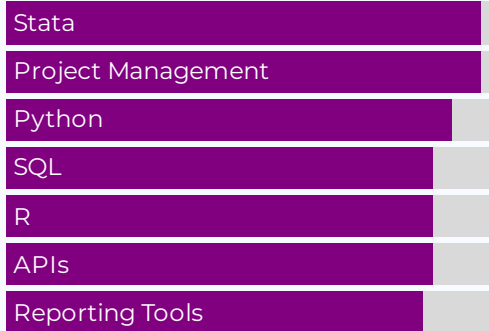 Stata
Project Management
Python
SQL
R
APIs
Reporting Tools